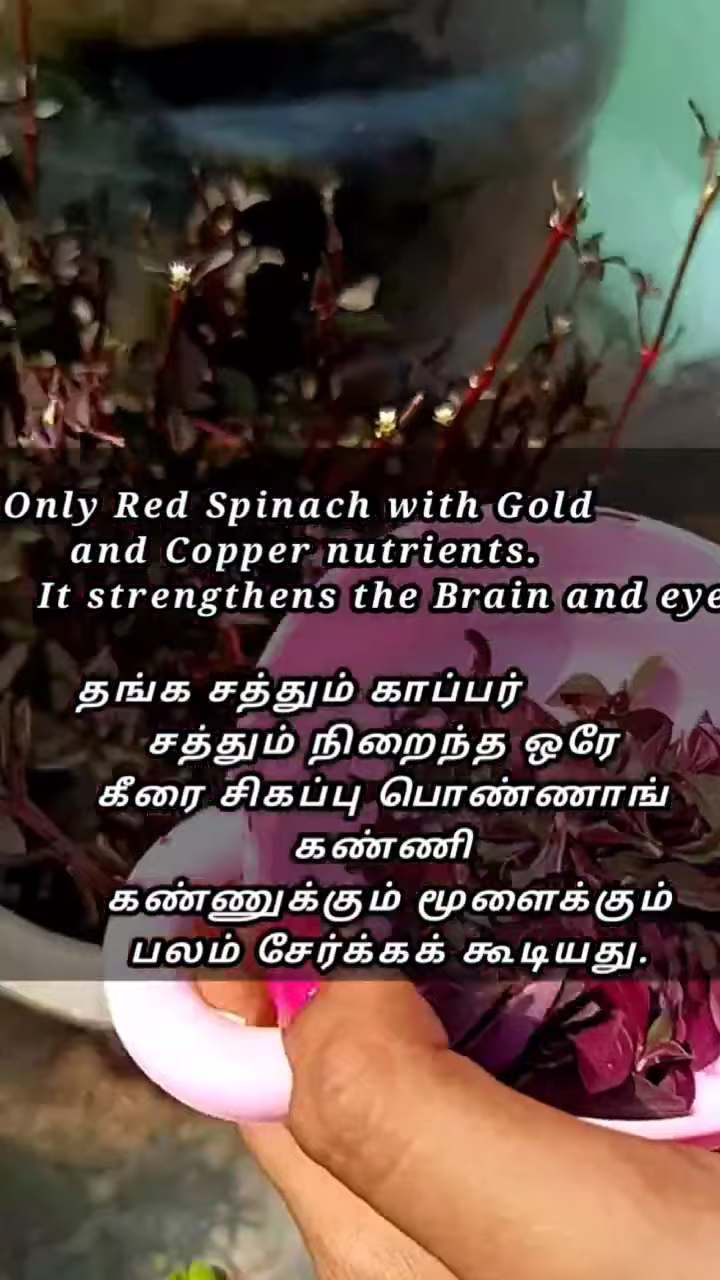 Only Red Spinach with Gold
and Copper nutrients.
It strengthens the Brain and eye
தங்க சத்தும் காப்பர்
சத்தும் நிறைந்த ஒரே
கீரை சிகப்பு பொண்ணாங்
கண்ணி
கண்ணுக்கும் மூளைக்கும்
பலம் சேர்க்கக் கூடியது.